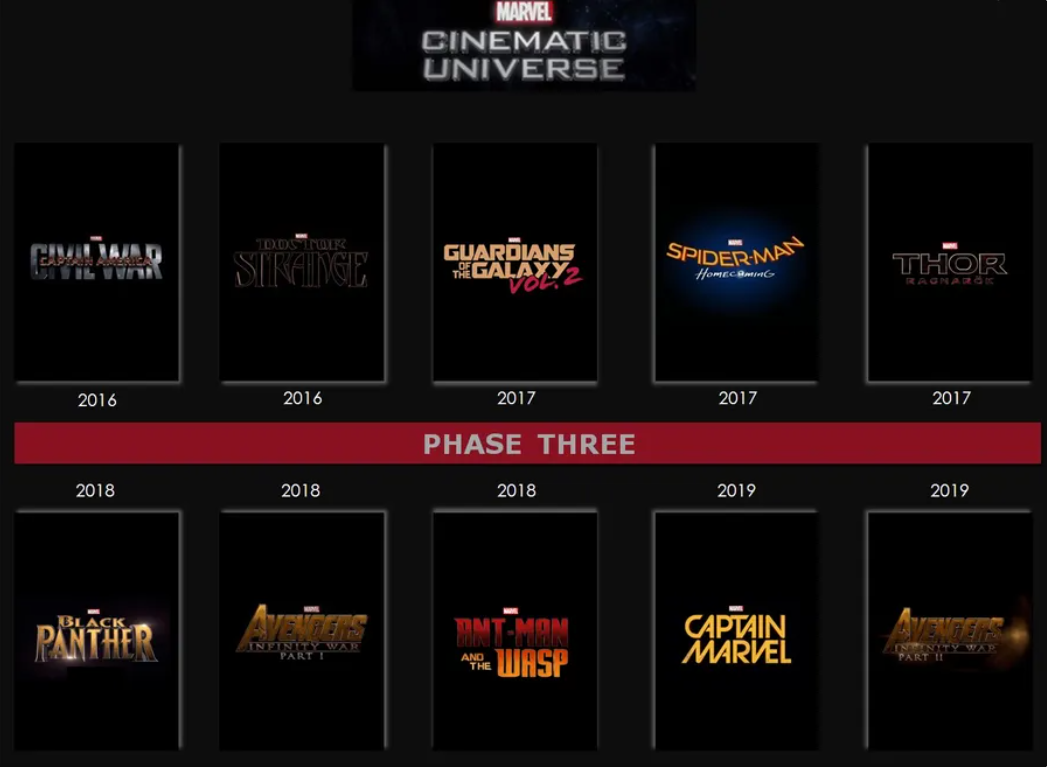 MARVEL
CINEMATIC
UNIVERSE
MARVEL
CIVIL WAR
CAPTAIN AMERICA
MARVEL
DOCTOR
STRANGE
MARVEL
GUARDIANS
OF THE GALAXY
VOL. 2
MARVEL
SPIDER-MAN
HOMECOMING
MARVEL
THOR
RAGNARÖK
2016
2016
2017
2017
2017
PHASE THREE
2018
2018
2018
2019
2019
MARVEL
BLACK
PANTHER
MARVEL
AVENGERS
INFINITY WAR
PART I
MARVEL
ANT-MAN
AND THE WASP
MARVEL
CAPTAIN
MARVEL
AVENGERS
INFINITY WAR
PART II